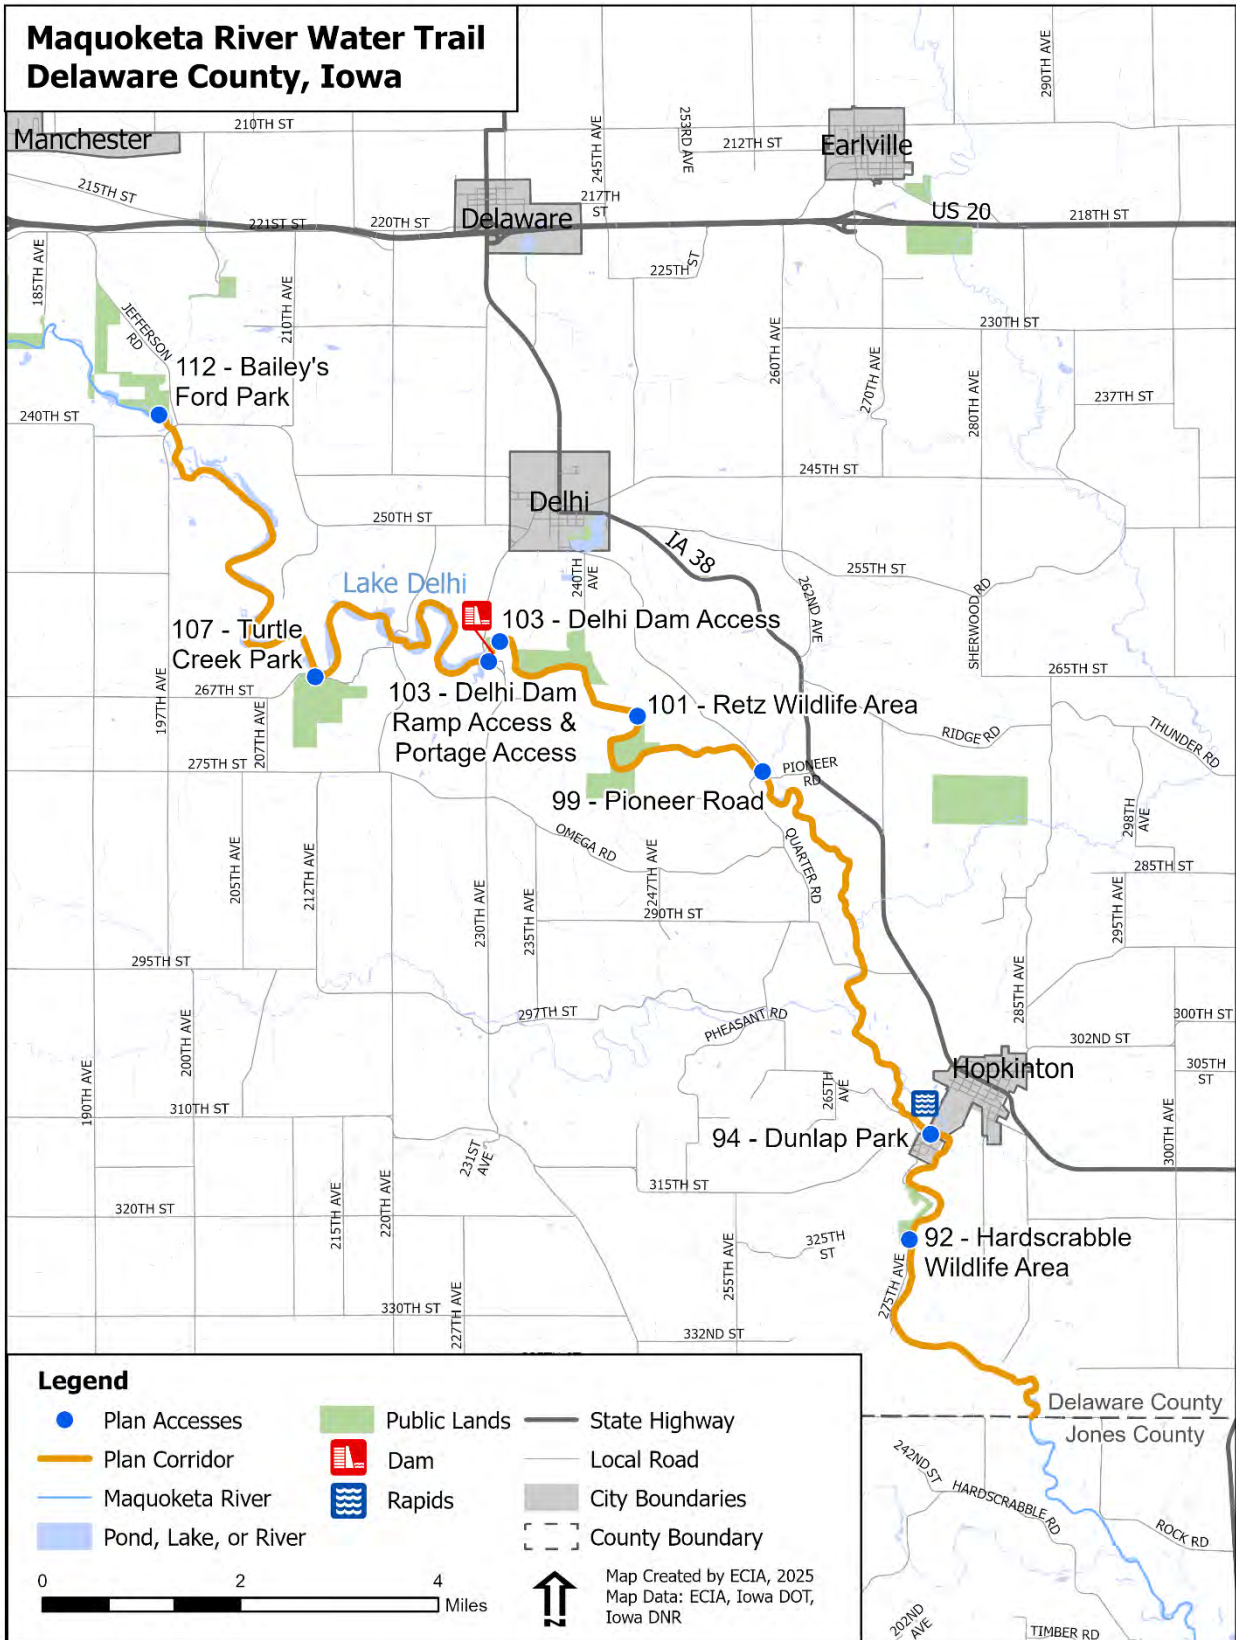 Maquoketa River Water Trail
Delaware County, Iowa
290TH AVE
Manchester
210TH ST
245TH AVE
253RD AVE
212TH ST
Earlville
215TH ST
217TH
ST
Delaware
US 20
218TH ST
221ST ST
220TH ST
225TH ST
185TH AVE
JEFFERSON
RD
210TH AVE
260TH AVE
230TH ST
112 - Bailey's
Ford Park
270TH AVE
280TH AVE
237TH ST
240TH ST
245TH ST
Delhi
250TH ST
IA 38
240TH
AVE
255TH ST
262ND AVE
SHERWOOD RD
Lake Delhi
103 - Delhi Dam Access
107 - Turtle
Creek Park
265TH ST
267TH ST
197TH AVE
207TH AVE
103 - Delhi Dam
Ramp Access &
Portage Access
101 - Retz Wildlife Area
RIDGE RD
THUNDER RD
275TH ST
PIONEER
RD
99 - Pioneer Road
298TH
AVE
OMEGA RD
QUARTER RD
285TH ST
205TH AVE
212TH AVE
230TH AVE
235TH AVE
247TH AVE
290TH ST
295TH AVE
295TH ST
285TH AVE
297TH ST
PHEASANT RD
300TH ST
302ND ST
200TH AVE
190TH AVE
Hopkinton
305TH
ST
265TH
AVE
310TH ST
94 - Dunlap Park
231ST
AVE
300TH AVE
315TH ST
320TH ST
215TH AVE
220TH AVE
325TH
ST
92 - Hardscrabble
Wildlife Area
255TH AVE
275TH AVE
330TH ST
227TH AVE
332ND ST
Legend
Plan Accesses
Public Lands
State Highway
Plan Corridor
Dam
Local Road
Maquoketa River
Rapids
City Boundaries
Pond, Lake, or River
County Boundary
0
2
4
Miles
N
Map Created by ECIA, 2025
Map Data: ECIA, Iowa DOT,
Iowa DNR
Delaware County
Jones County
242ND ST
HARDSCRABBLE RD
ROCK RD
202ND
AVE
TIMBER RD